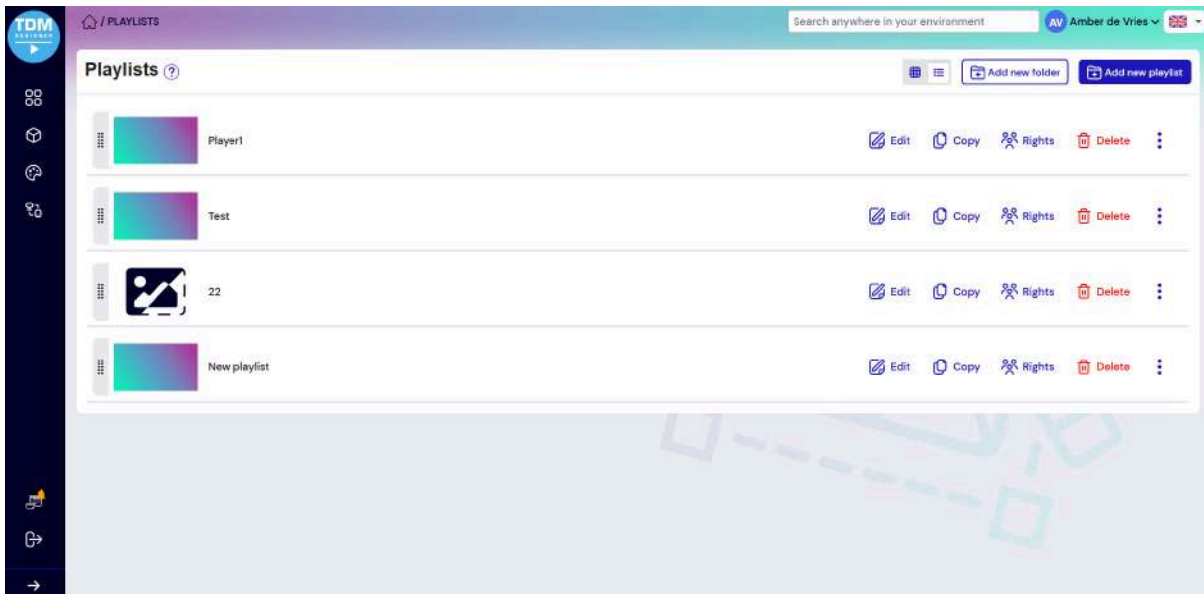 TDM
DESIGNER
/ PLAYLISTS
Search anywhere in your environment
AV Amber de Vries
Playlists ?
Add new folder
Add new playlist
Player1 Edit Copy Rights Delete
Test Edit Copy Rights Delete
22 Edit Copy Rights Delete
New playlist Edit Copy Rights Delete